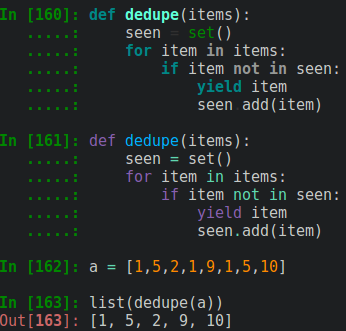 In [160]: def dedupe(items):
   .....:     seen = set()
   .....:     for item in items:
   .....:         if item not in seen:
   .....:             yield item
   .....:             seen add(item)
In [161]: def dedupe(items):
   .....:     seen = set()
   .....:     for item in items:
   .....:         if item not in seen:
   .....:             yield item
   .....:             seen.add(item)
In [162]: a = [1,5,2,1,9,1,5,10]
In [163]: list(dedupe(a))
Out[163]: [1, 5, 2, 9, 10]